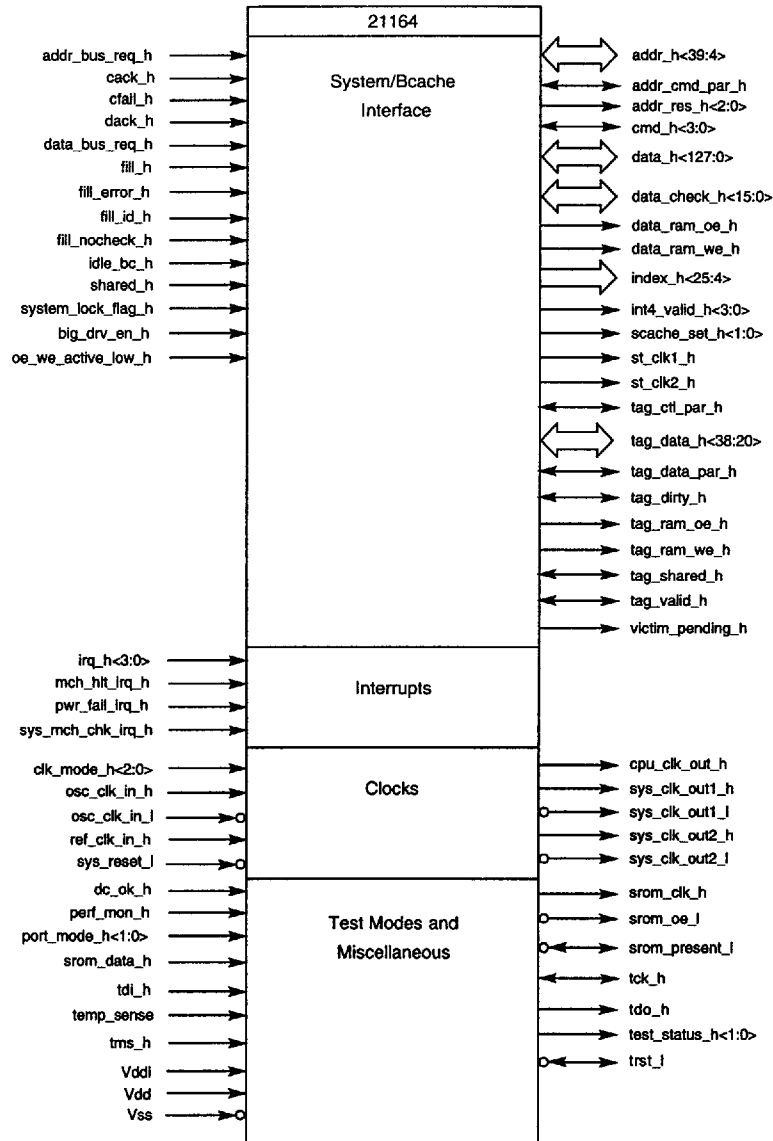 21164
System/Bcache
Interface
addr_bus_req_h
cack_h
cfail_h
dack_h
data_bus_req_h
fill_h
fill_error_h
fill_id_h
fill_nocheck_h
idle_bc_h
shared_h
system_lock_flag_h
big_drv_en_h
oe_we_active_low_h
addr_h<39:4>
addr_cmd_par_h
addr_res_h<2:0>
cmd_h<3:0>
data_h<127:0>
data_check_h<15:0>
data_ram_oe_h
data_ram_we_h
index_h<25:4>
int4_valid_h<3:0>
scache_set_h<1:0>
st_clk1_h
st_clk2_h
tag_ctl_par_h
tag_data_h<38:20>
tag_data_par_h
tag_dirty_h
tag_ram_oe_h
tag_ram_we_h
tag_shared_h
tag_valid_h
victim_pending_h
Interrupts
irq_h<3:0>
mch_hlt_irq_h
pwr_fail_irq_h
sys_mch_chk_irq_h
Clocks
clk_mode_h<2:0>
osc_clk_in_h
osc_clk_in_l
ref_clk_in_h
sys_reset_l
cpu_clk_out_h
sys_clk_out1_h
sys_clk_out1_l
sys_clk_out2_h
sys_clk_out2_l
Test Modes and
Miscellaneous
dc_ok_h
perf_mon_h
port_mode_h<1:0>
srom_data_h
tdi_h
temp_sense
tms_h
Vddi
Vdd
Vss
srom_clk_h
srom_oe_l
srom_present_l
tck_h
tdo_h
test_status_h<1:0>
trst_l